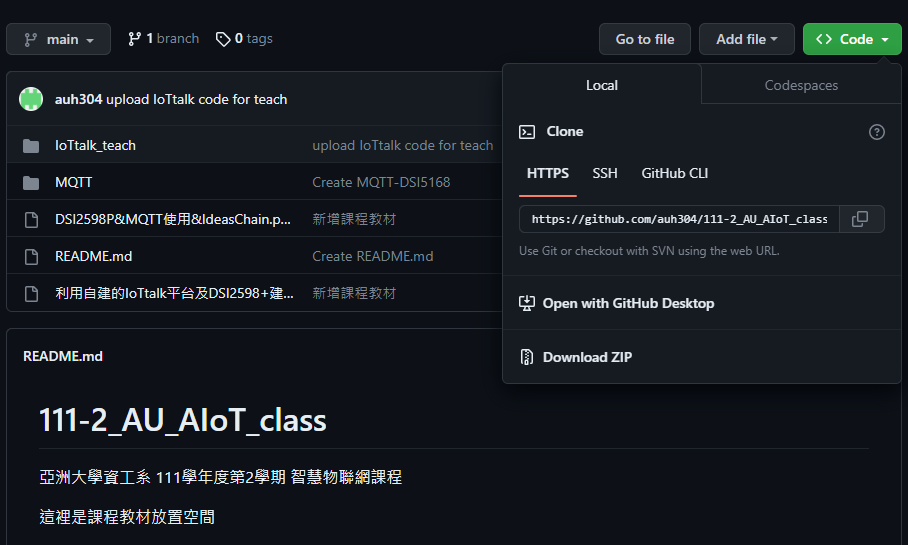 main
1 branch
0 tags
Go to file
Add file
Code
auh304 upload IoTtalk code for teach
IoTtalk_teach
upload IoTtalk code for teach
MQTT
Create MQTT-DSI5168
DSI2598P&MQTT使用&IdeasChain.p...
新增課程教材
README.md
Create README.md
利用自建的IoTtalk平台及DSI2598+建...
新增課程教材
Local
Codespaces
Clone
HTTPS
SSH
GitHub CLI
https://github.com/auh304/111-2_AU_AIoT_class
Use Git or checkout with SVN using the web URL.
Open with GitHub Desktop
Download ZIP
README.md
111-2_AU_AIoT_class
亞洲大學資工系 111學年度第2學期 智慧物聯網課程
這裡是課程教材放置空間